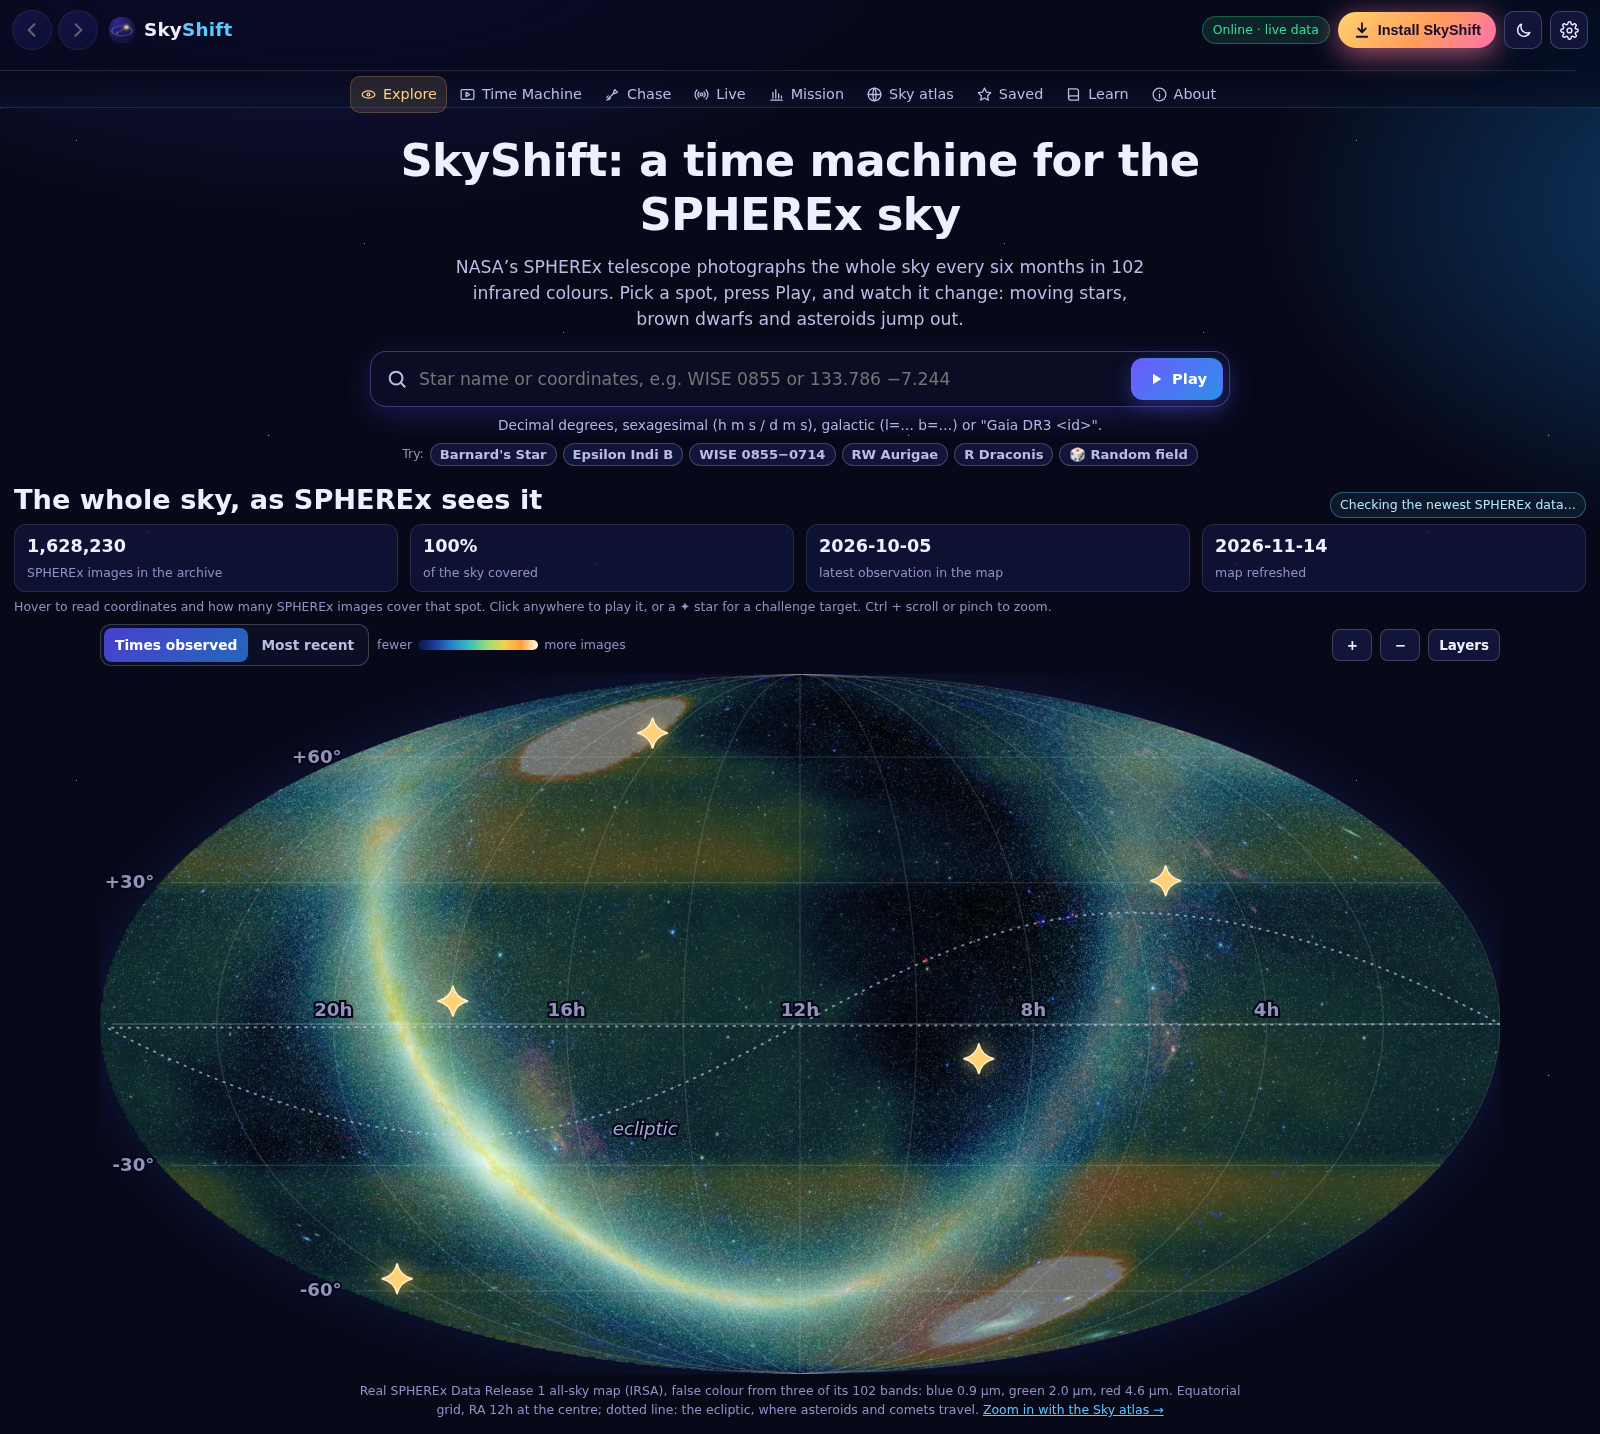 SkyShift
Online · live data
Install SkyShift
Explore
Time Machine
Chase
Live
Mission
Sky atlas
Saved
Learn
About
SkyShift: a time machine for the
SPHEREx sky
NASA’s SPHEREx telescope photographs the whole sky every six months in 102
infrared colours. Pick a spot, press Play, and watch it change: moving stars,
brown dwarfs and asteroids jump out.
Star name or coordinates, e.g. WISE 0855 or 133.786 −7.244
Play
Decimal degrees, sexagesimal (h m s / d m s), galactic (l=… b=…) or "Gaia DR3 <id>".
Try:
Barnard's Star
Epsilon Indi B
WISE 0855−0714
RW Aurigae
R Draconis
🎲 Random field
The whole sky, as SPHEREx sees it
Checking the newest SPHEREx data…
1,628,230
SPHEREx images in the archive
100%
of the sky covered
2026-10-05
latest observation in the map
2026-11-14
map refreshed
Hover to read coordinates and how many SPHEREx images cover that spot. Click anywhere to play it, or a ✦ star for a challenge target. Ctrl + scroll or pinch to zoom.
Times observed
Most recent
fewer
more images
+
−
Layers
+60°
+30°
20h
16h
12h
8h
4h
ecliptic
-30°
-60°
Real SPHEREx Data Release 1 all-sky map (IRSA), false colour from three of its 102 bands: blue 0.9 µm, green 2.0 µm, red 4.6 µm. Equatorial
grid, RA 12h at the centre; dotted line: the ecliptic, where asteroids and comets travel. Zoom in with the Sky atlas →